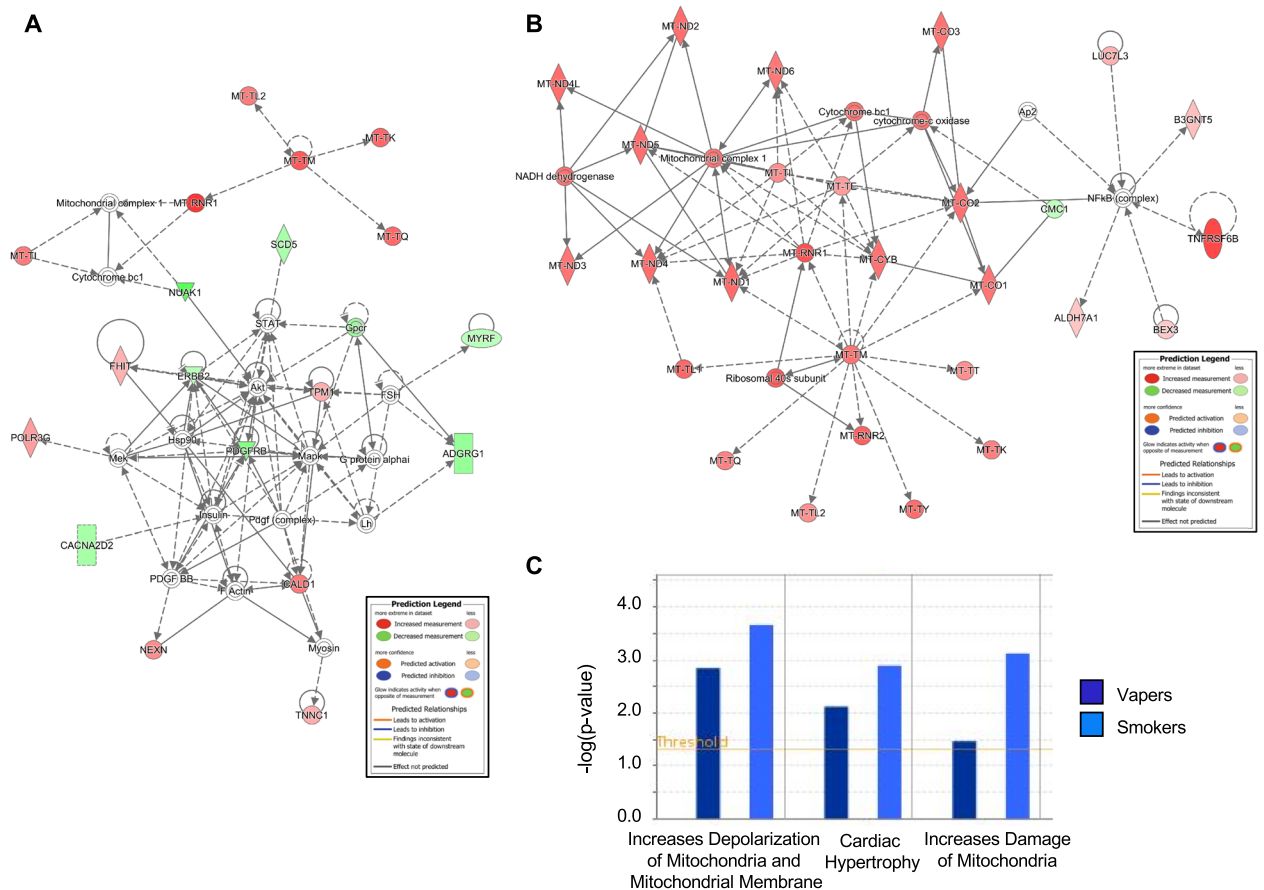 A
MT-TL2
MT-TK
MT-TM
Mitochondrial complex 1
MT-RNR1
MT-TQ
MT-TL
SCD5
Cytochrome bc1
NUAK1
STAT
Gpcr
MYRF
FHIT
ERBB2
Akt
TPM1
FSH
POLR3G
Hsp90
Mek
PDGFRB
Mapk
G protein alphai
ADGRG1
Insulin
Pdgf (complex)
Lh
CACNA2D2
PDGF BB
F Actin
CALD1
NEXN
Myosin
TNNC1
Prediction Legend
more extreme in dataset
less
Increased measurement
Decreased measurement
more confidence
less
Predicted activation
Predicted inhibition
Glow indicates activity when
opposite of measurement
Predicted Relationships
Leads to activation
Leads to inhibition
Findings inconsistent
with state of downstream
molecule
Effect not predicted
B
MT-ND2
MT-CO3
LUC7L3
MT-ND4L
MT-ND6
Cytochrome bc1
cytochrome-c oxidase
Ap2
B3GNT5
MT-ND5
Mitochondrial complex 1
NADH dehydrogenase
MT-TL
MT-TE
MT-CO2
CMC1
NFkB (complex)
TNFRSF6B
MT-ND3
MT-ND4
MT-ND1
MT-RNR1
MT-CYB
MT-CO1
ALDH7A1
BEX3
MT-TM
MT-TL1
Ribosomal 40s subunit
MT-TT
MT-RNR2
MT-TQ
MT-TK
MT-TL2
MT-TY
Prediction Legend
more extreme in dataset
less
Increased measurement
Decreased measurement
more confidence
less
Predicted activation
Predicted inhibition
Glow indicates activity when
opposite of measurement
Predicted Relationships
Leads to activation
Leads to inhibition
Findings inconsistent
with state of downstream
molecule
Effect not predicted
C
-log(p-value)
4.0
3.0
2.0
1.0
0.0
Threshold
Increases Depolarization
of Mitochondria and
Mitochondrial Membrane
Cardiac
Hypertrophy
Increases Damage
of Mitochondria
Vapers
Smokers